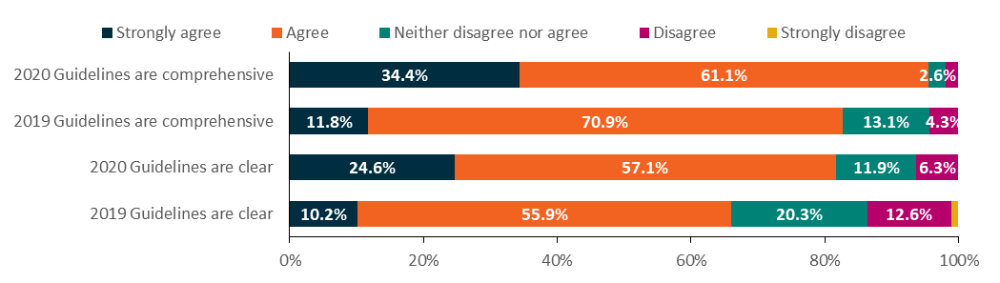 Strongly agree Agree Neither disagree nor agree Disagree Strongly disagree
2020 Guidelines are comprehensive 34.4% 61.1% 2.6%
2019 Guidelines are comprehensive 11.8% 70.9% 13.1% 4.3%
2020 Guidelines are clear 24.6% 57.1% 11.9% 6.3%
2019 Guidelines are clear 10.2% 55.9% 20.3% 12.6%
0% 20% 40% 60% 80% 100%